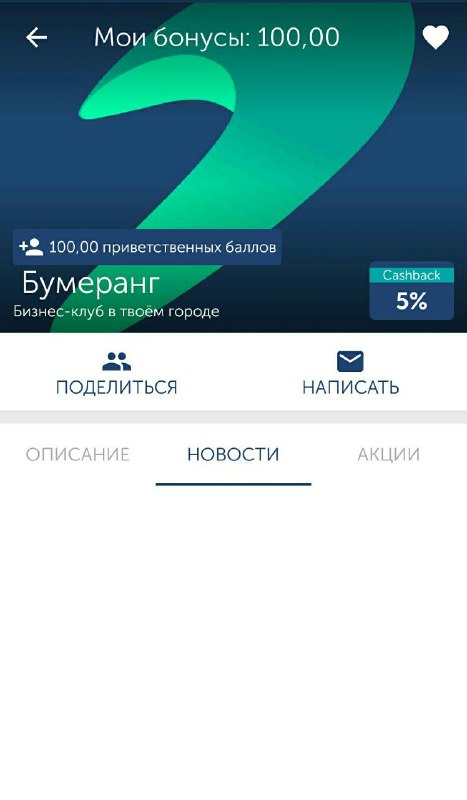 Мои бонусы: 100,00
100,00 приветственных баллов
Бумеранг
Бизнес-клуб в твоём городе
Cashback
5%
ПОДЕЛИТЬСЯ
НАПИСАТЬ
ОПИСАНИЕ
НОВОСТИ
АКЦИИ